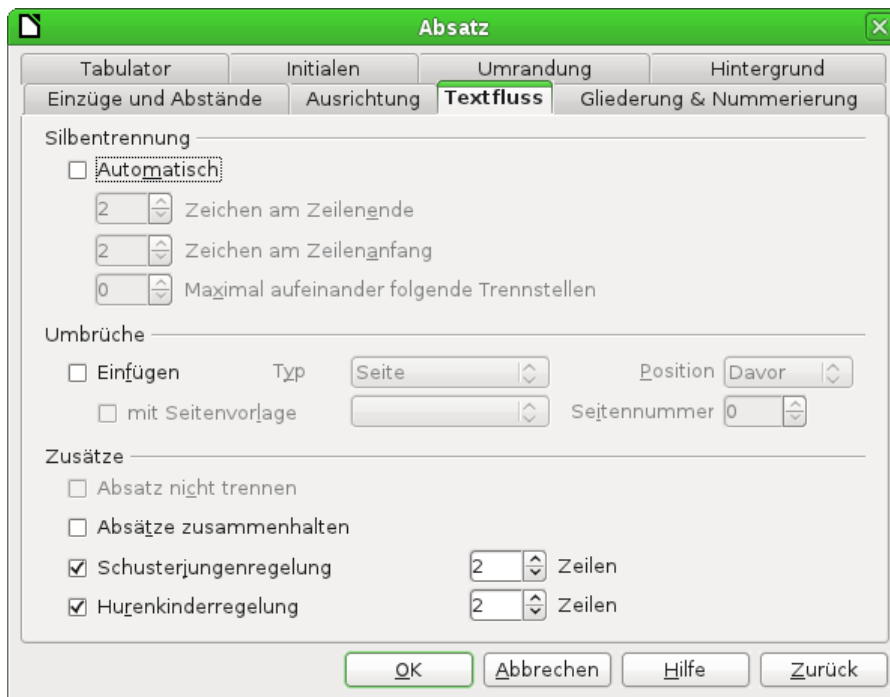 Absatz
Tabulator Initialen Umrandung Hintergrund
Einzüge und Abstände Ausrichtung Textfluss Gliederung & Nummerierung
Silbentrennung
Automatisch
2 Zeichen am Zeilenende
2 Zeichen am Zeilenanfang
0 Maximal aufeinander folgende Trennstellen
Umbrüche
Einfügen Typ Seite Position Davor
mit Seitenvorlage Seitennummer 0
Zusätze
Absatz nicht trennen
Absätze zusammenhalten
Schusterjungenregelung 2 Zeilen
Hurenkinderregelung 2 Zeilen
OK Abbrechen Hilfe Zurück